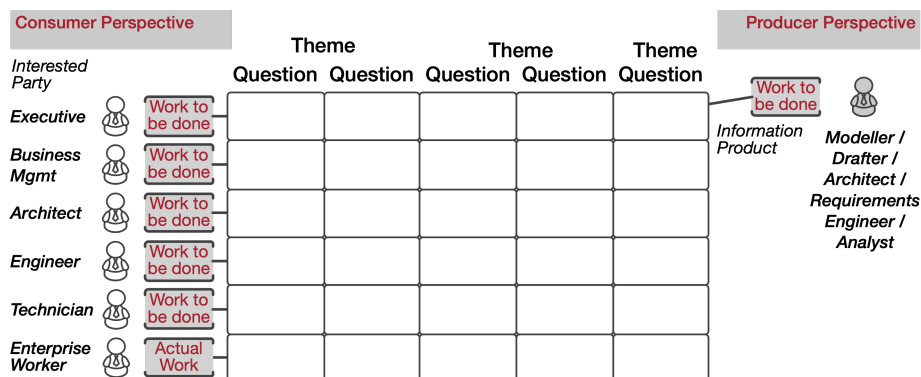 Consumer Perspective
Producer Perspective
Theme
Theme
Theme
Question
Question
Question
Question
Question
Interested
Party
Executive
Work to
be done
Business
Mgmt
Work to
be done
Architect
Work to
be done
Engineer
Work to
be done
Technician
Work to
be done
Enterprise
Worker
Actual
Work
Work to
be done
Information
Product
Modeller /
Drafter /
Architect /
Requirements
Engineer /
Analyst